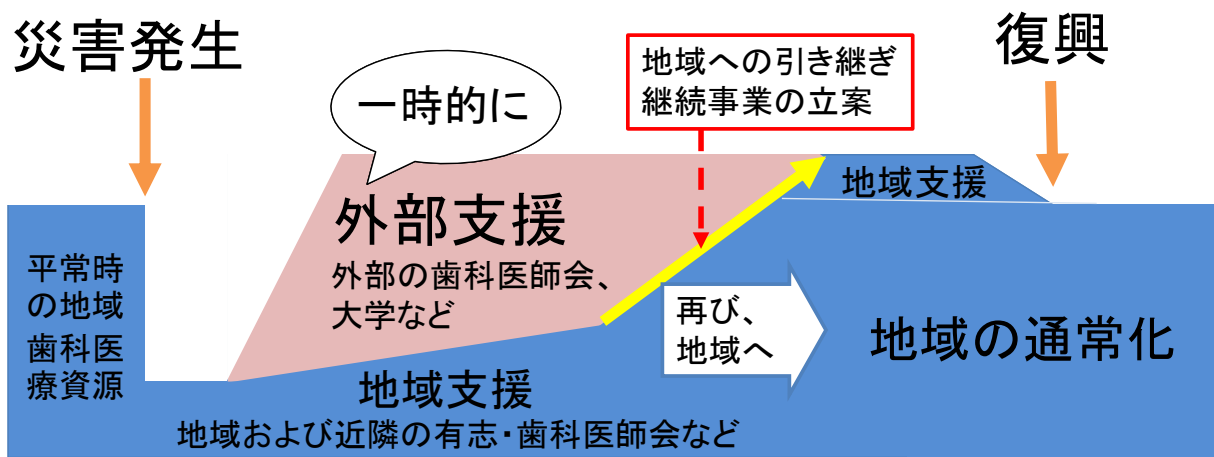 災害発生
復興
一時的に
地域への引き継ぎ
継続事業の立案
地域支援
外部支援
外部の歯科医師会、
大学など
平常時
の地域
歯科医
療資源
再び、
地域へ
地域の通常化
地域支援
地域および近隣の有志・歯科医師会など